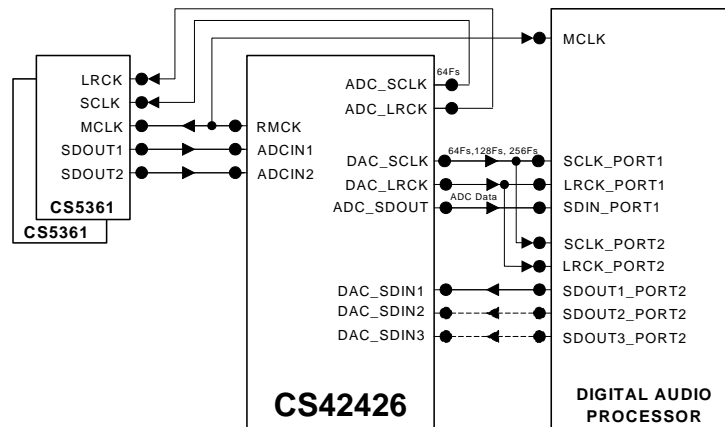 LRCK
SCLK
MCLK
SDOUT1
SDOUT2
CS5361
CS5361
RMCK
ADCIN1
ADCIN2
64Fs
ADC_SCLK
ADC_LRCK
DAC_SCLK
DAC_LRCK
ADC_SDOUT
DAC_SDIN1
DAC_SDIN2
DAC_SDIN3
CS42426
64Fs,128Fs, 256Fs
ADC Data
MCLK
SCLK_PORT1
LRCK_PORT1
SDIN_PORT1
SCLK_PORT2
LRCK_PORT2
SDOUT1_PORT2
SDOUT2_PORT2
SDOUT3_PORT2
DIGITAL AUDIO
PROCESSOR